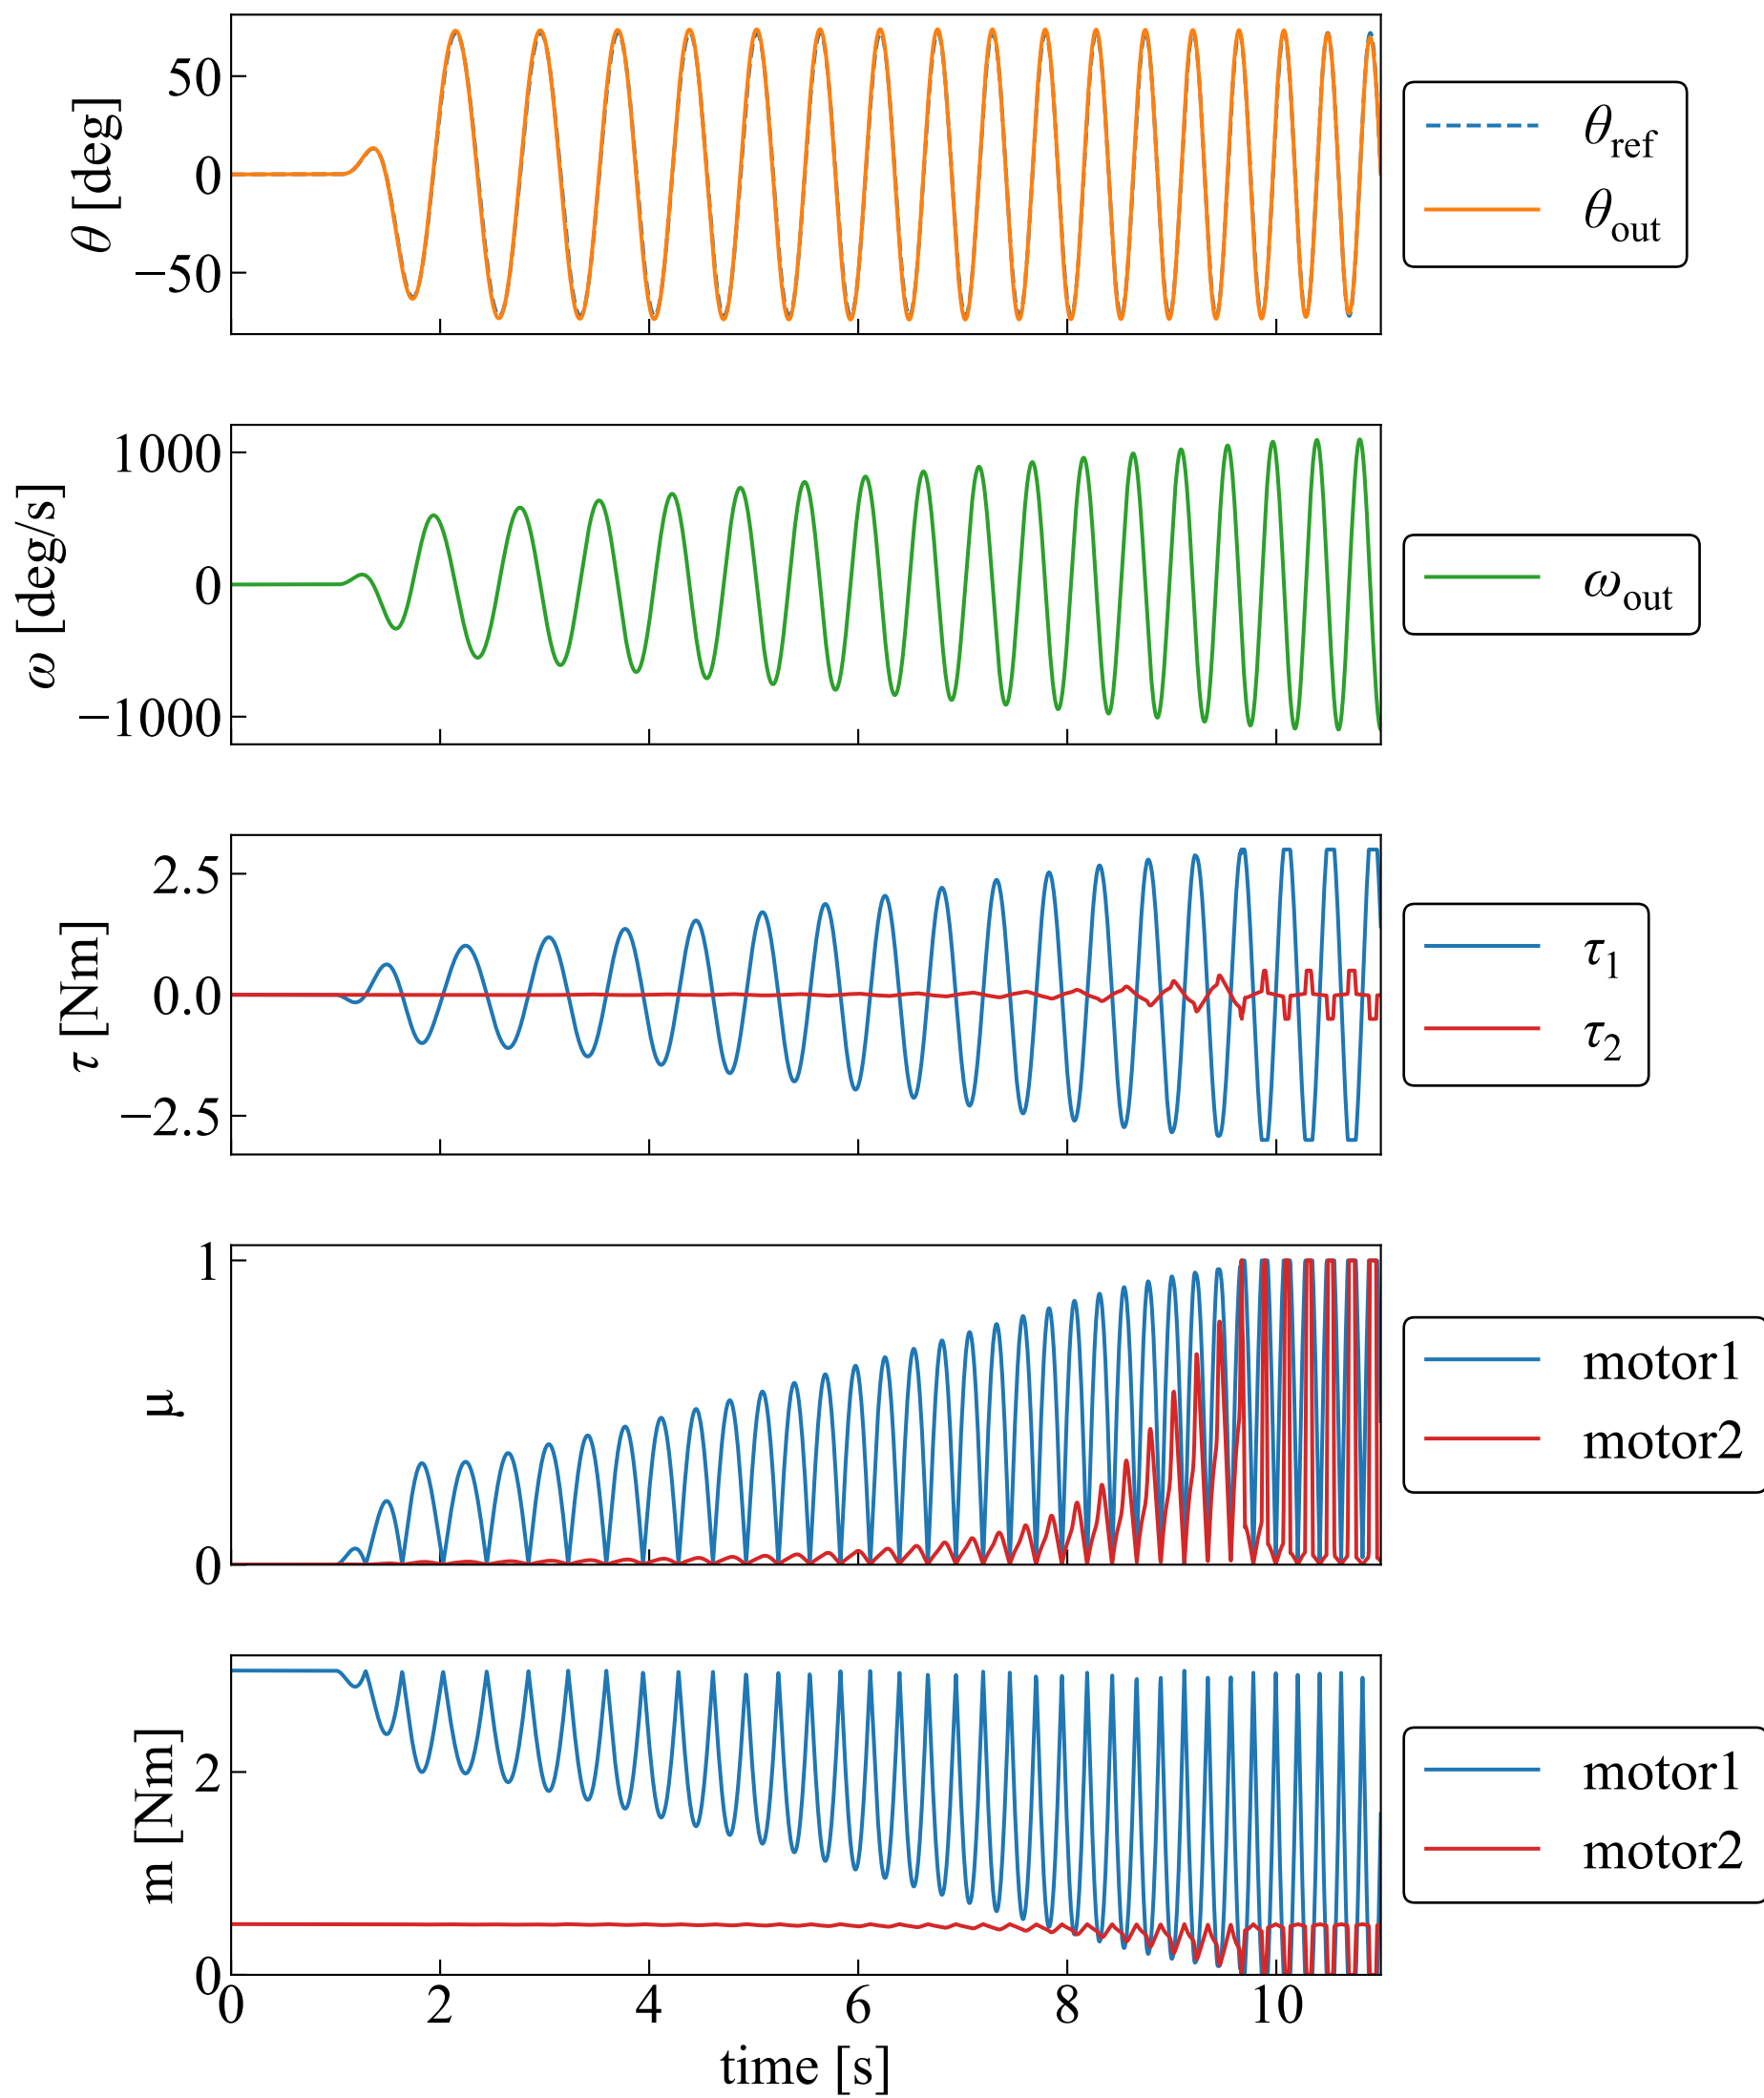 θ [deg]
50
0
−50
θref
θout
ω [deg/s]
1000
0
−1000
ωout
τ [Nm]
2.5
0.0
−2.5
τ1
τ2
μ
1
0
motor1
motor2
m [Nm]
2
0
motor1
motor2
0 2 4 6 8 10
time [s]